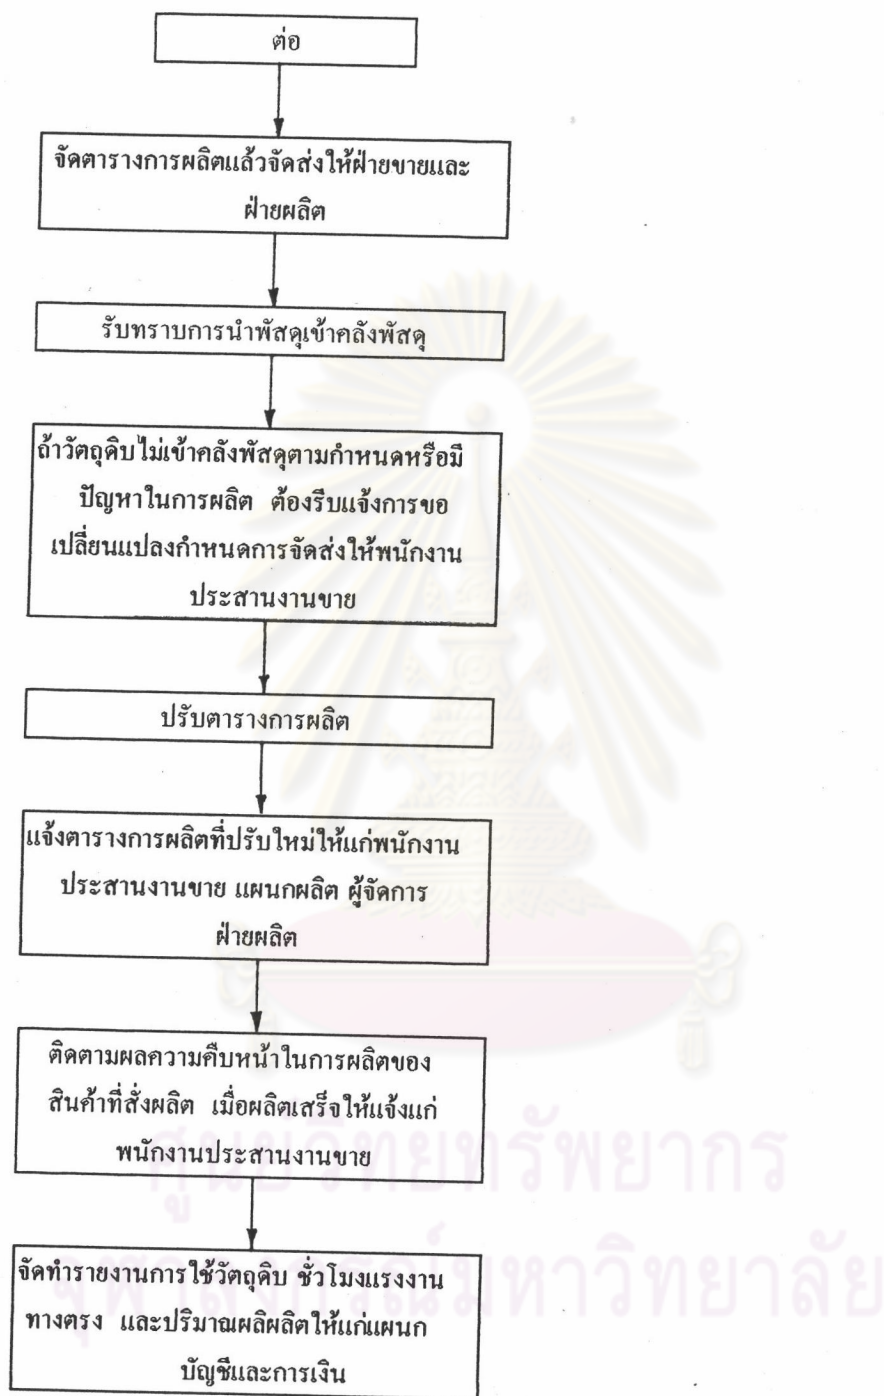 ต่อ
จัดตารางการผลิตแล้วจัดส่งให้ฝ่ายขายและ
ฝ่ายผลิต
รับทราบการนำพัสดุเข้าคลังพัสดุ
ถ้าวัตถุดิบไม่เข้าคลังพัสดุตามกำหนดหรือมี
ปัญหาในการผลิต ต้องรีบแจ้งการขอ
เปลี่ยนแปลงกำหนดการจัดส่งให้พนักงาน
ประสานงานขาย
ปรับตารางการผลิต
แจ้งตารางการผลิตที่ปรับใหม่ให้แก่พนักงาน
ประสานงานขาย แผนกผลิต ผู้จัดการ
ฝ่ายผลิต
ติดตามผลความคืบหน้าในการผลิตของ
สินค้าที่สั่งผลิต เมื่อผลิตเสร็จให้แจ้งแก่
พนักงานประสานงานขาย
ศูนย์วิทยทรัพยากร
จุฬาลงกรณ์มหาวิทยาลัย
จัดทำรายงานการใช้วัตถุดิบ ชั่วโมงแรงงาน
ทางตรง และปริมาณผลิผลิตให้แก่แผนก
บัญชีและการเงิน